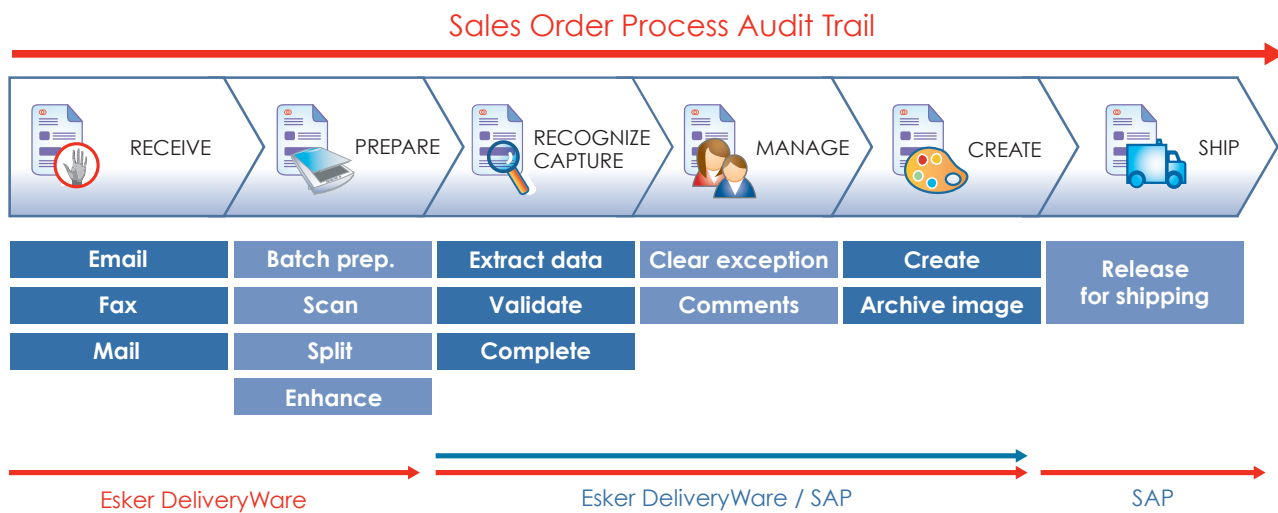 Sales Order Process Audit Trail
RECEIVE
PREPARE
RECOGNIZE
CAPTURE
MANAGE
CREATE
SHIP
Email
Fax
Mail
Batch prep.
Scan
Split
Enhance
Extract data
Validate
Complete
Clear exception
Comments
Create
Archive image
Release
for shipping
Esker DeliveryWare
Esker DeliveryWare / SAP
SAP